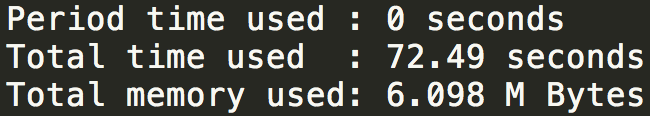 Period time used : 0 seconds
Total time used  : 72.49 seconds
Total memory used: 6.098 M Bytes